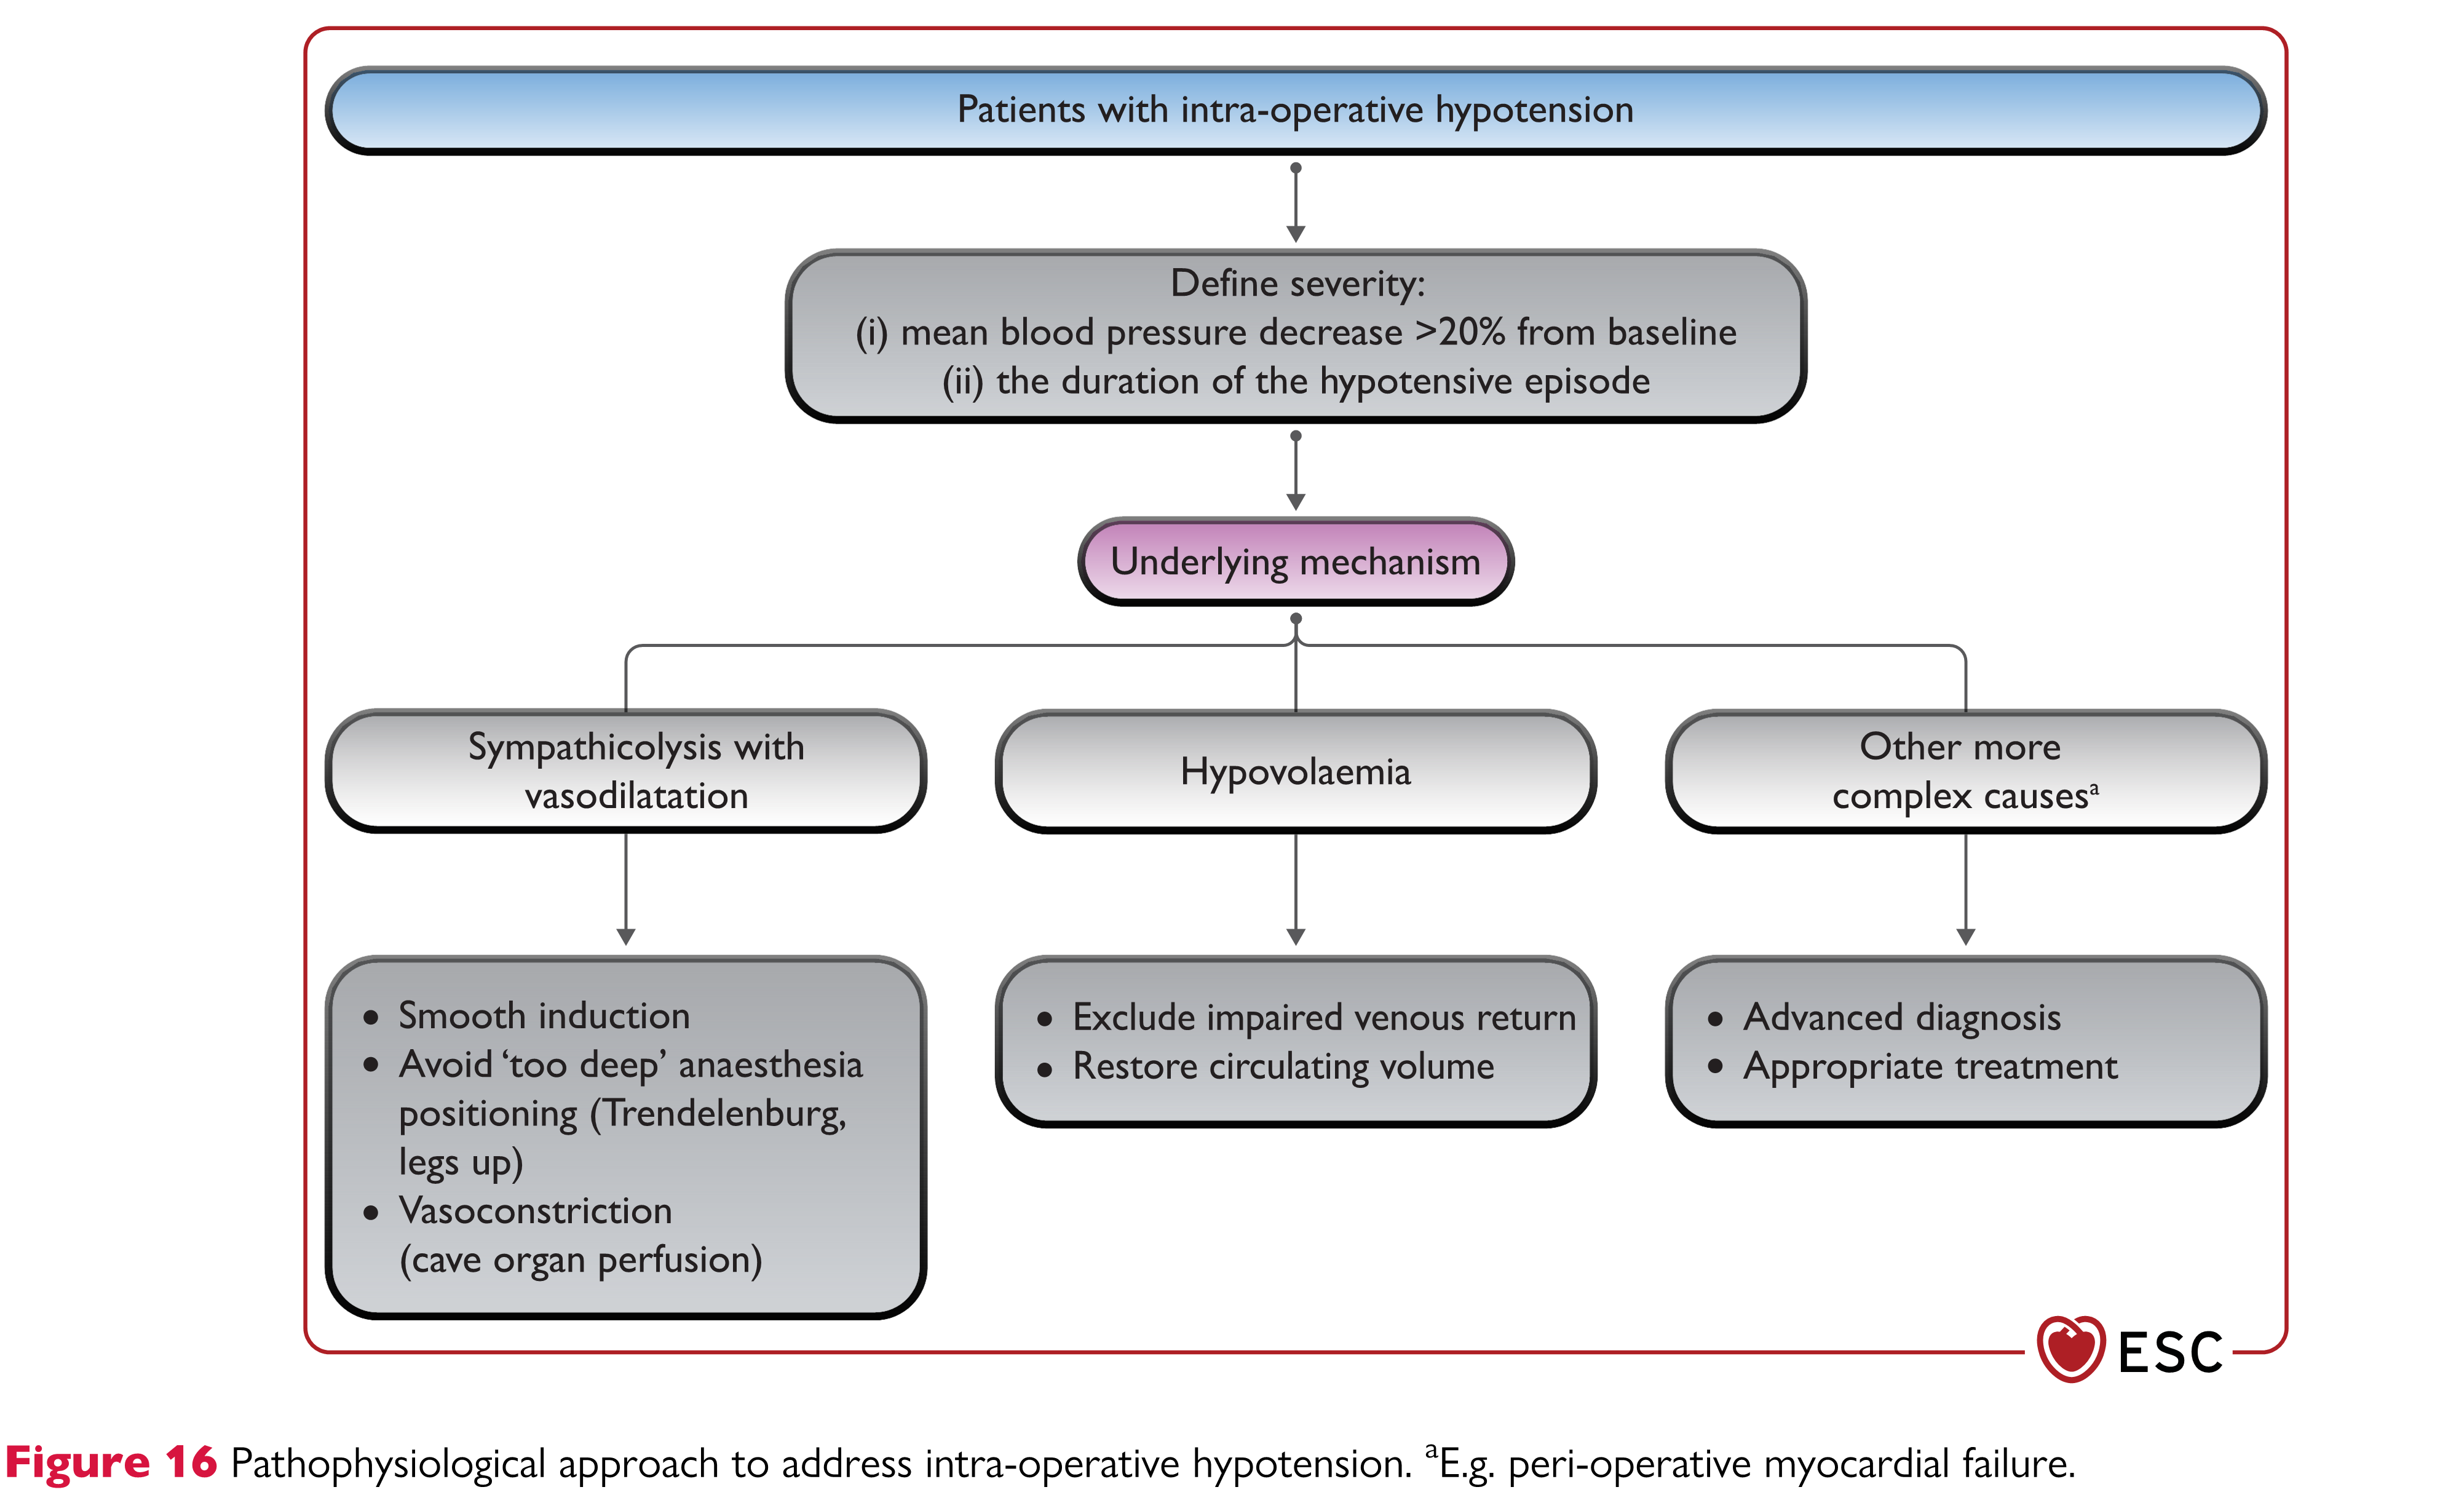 Patients with intra-operative hypotension
Define severity:
(i) mean blood pressure decrease >20% from baseline
(ii) the duration of the hypotensive episode
Underlying mechanism
Sympathicolysis with
vasodilatation
Hypovolaemia
Other more
complex causesᵃ
• Smooth induction
• Avoid ‘too deep’ anaesthesia
positioning (Trendelenburg,
legs up)
• Vasoconstriction
(cave organ perfusion)
• Exclude impaired venous return
• Restore circulating volume
• Advanced diagnosis
• Appropriate treatment
ESC
Figure 16 Pathophysiological approach to address intra-operative hypotension. ᵃE.g. peri-operative myocardial failure.